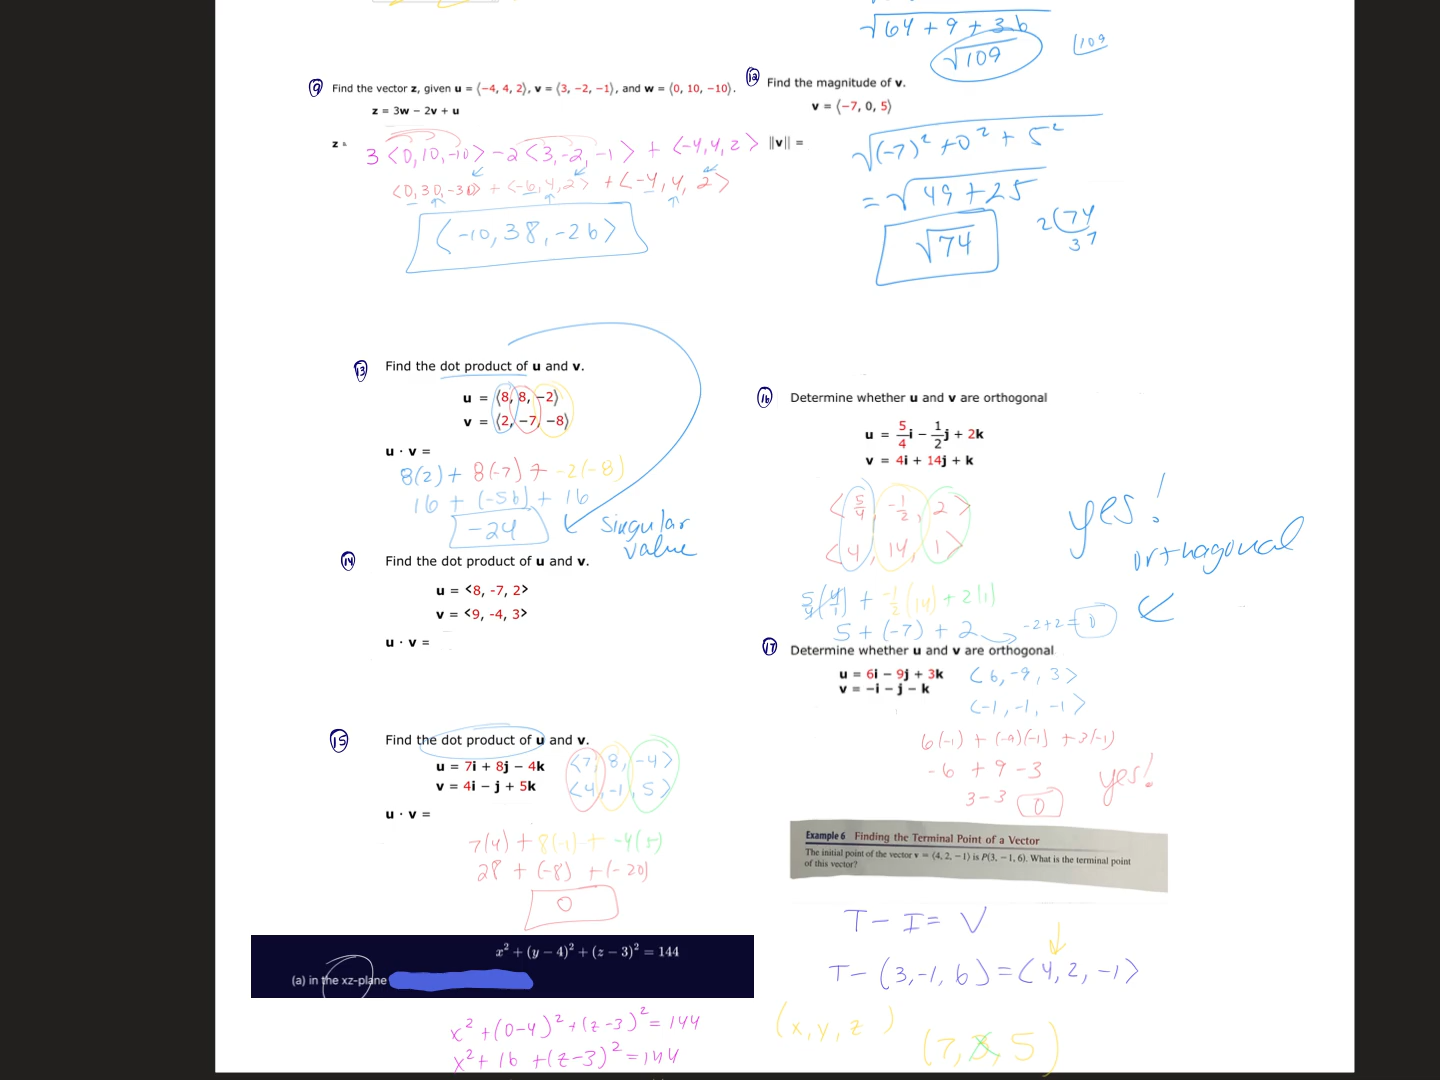 √64 + 9 + 36
√109
√109
9 Find the vector z, given u = ⟨−4, 4, 2⟩, v = ⟨3, −2, −1⟩, and w = ⟨0, 10, −10⟩.
z = 3w − 2v + u
z =
3 <0, 10, -10> - 2 <3, -2, -1> + <-4, 4, 2>
<0, 30, -30> + <-6, 4, 2> + <-4, 4, 2>
<-10, 38, -26>
12 Find the magnitude of v.
v = ⟨−7, 0, 5⟩
||v|| =
√(-7)² + 0² + 5²
= √49 + 25
√74
2 74
37
13 Find the dot product of u and v.
u = ⟨8, 8, −2⟩
v = ⟨2, −7, −8⟩
u · v =
8(2) + 8(-7) + -2(-8)
16 + (-56) + 16
-24
singular
value
14 Find the dot product of u and v.
u = <8, -7, 2>
v = <9, -4, 3>
u · v =
15 Find the dot product of u and v.
u = 7i + 8j − 4k
v = 4i − j + 5k
<7, 8, -4>
<4, -1, 5>
u · v =
7(4) + 8(-1) + -4(5)
28 + (-8) + (-20)
0
x² + (y − 4)² + (z − 3)² = 144
(a) in the xz-plane
x² + (0-4)² + (z-3)² = 144
x² + 16 + (z-3)² = 144
16 Determine whether u and v are orthogonal
u = 5/4 i − 1/2 j + 2k
v = 4i + 14j + k
<5/4, -1/2, 2>
<4, 14, 1>
yes!
orthagonal
5/4 (4/1) + -1/2 (14) + 2(1)
5 + (-7) + 2
-2+2=0
17 Determine whether u and v are orthogonal
u = 6i − 9j + 3k
v = −i − j − k
<6, -9, 3>
<-1, -1, -1>
6(-1) + (-9)(-1) + 3(-1)
-6 + 9 - 3
3-3 0
yes!
Example 6 Finding the Terminal Point of a Vector
The initial point of the vector v = ⟨4, 2, −1⟩ is P(3, −1, 6). What is the terminal point
of this vector?
T - I = V
T - (3, -1, 6) = <4, 2, -1>
(x, y, z)